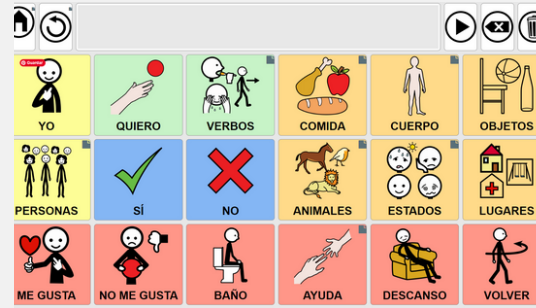 Guardar
YO
QUIERO
VERBOS
COMIDA
CUERPO
OBJETOS
PERSONAS
SÍ
NO
ANIMALES
ESTADOS
LUGARES
ME GUSTA
NO ME GUSTA
BAÑO
AYUDA
DESCANSO
VOLVER